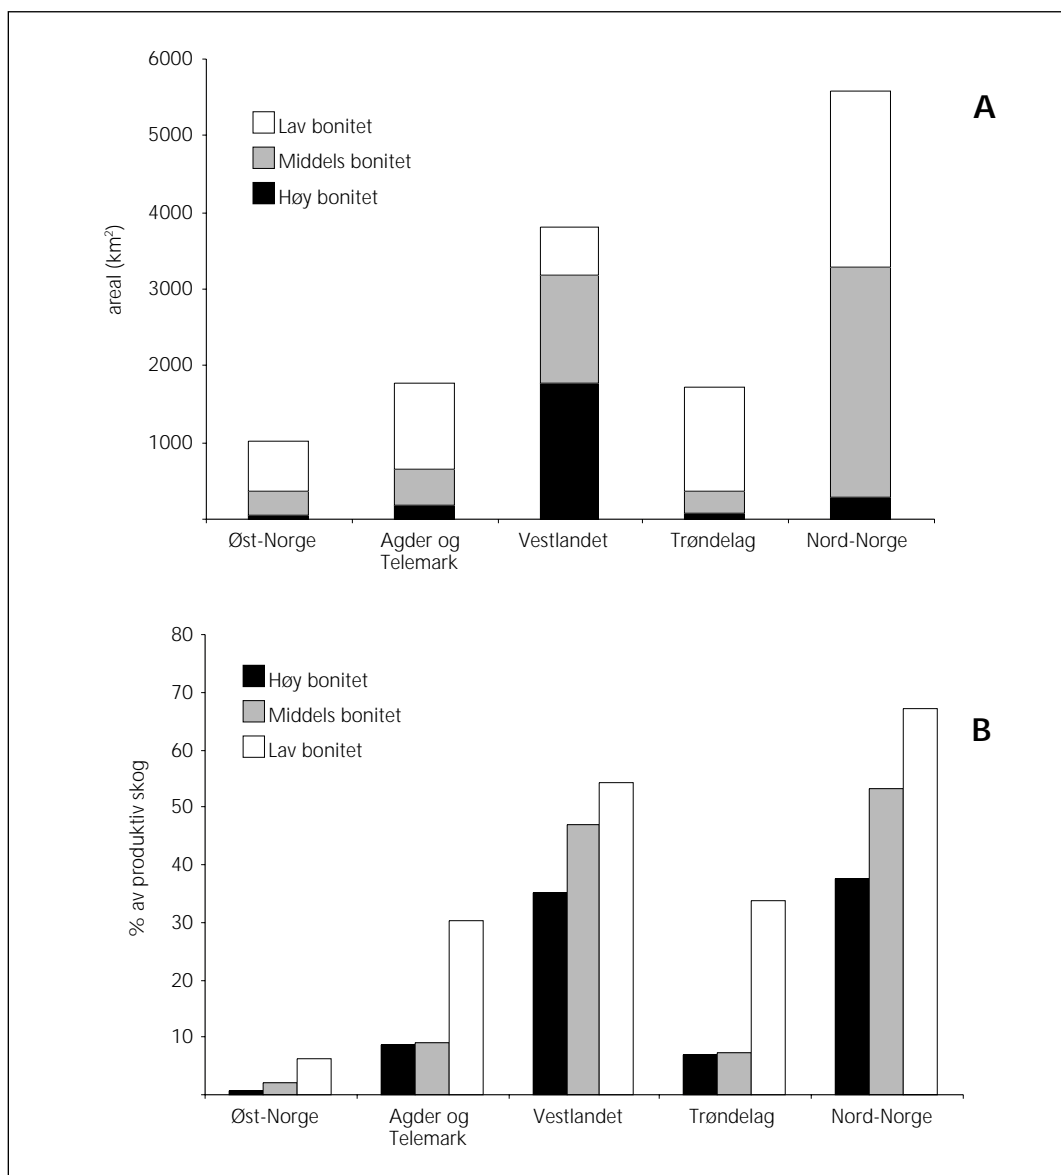 A
6000
5000
4000
3000
2000
1000
areal (km²)
Lav bonitet
Middels bonitet
Høy bonitet
Øst-Norge
Agder og
Telemark
Vestlandet
Trøndelag
Nord-Norge
B
80
70
60
50
40
30
20
10
% av produktiv skog
Høy bonitet
Middels bonitet
Lav bonitet
Øst-Norge
Agder og
Telemark
Vestlandet
Trøndelag
Nord-Norge